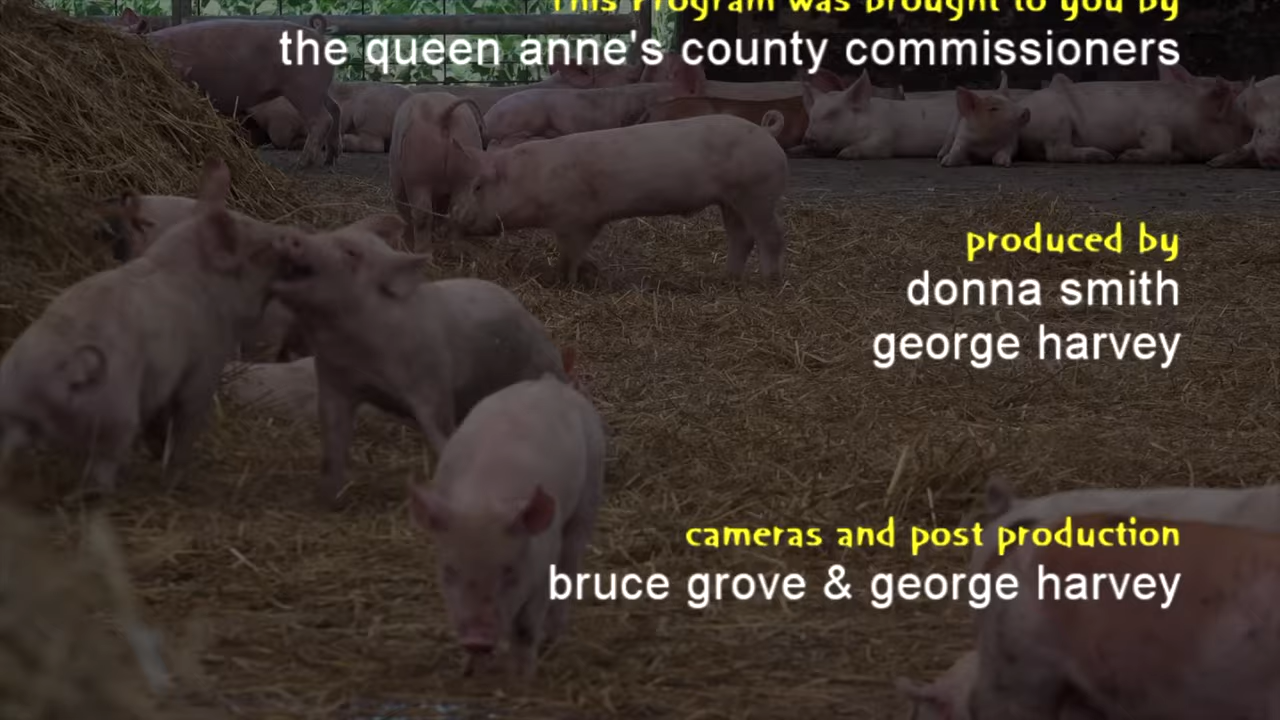 This Program was brought to you by
the queen anne's county commissioners
produced by
donna smith
george harvey
cameras and post production
bruce grove & george harvey